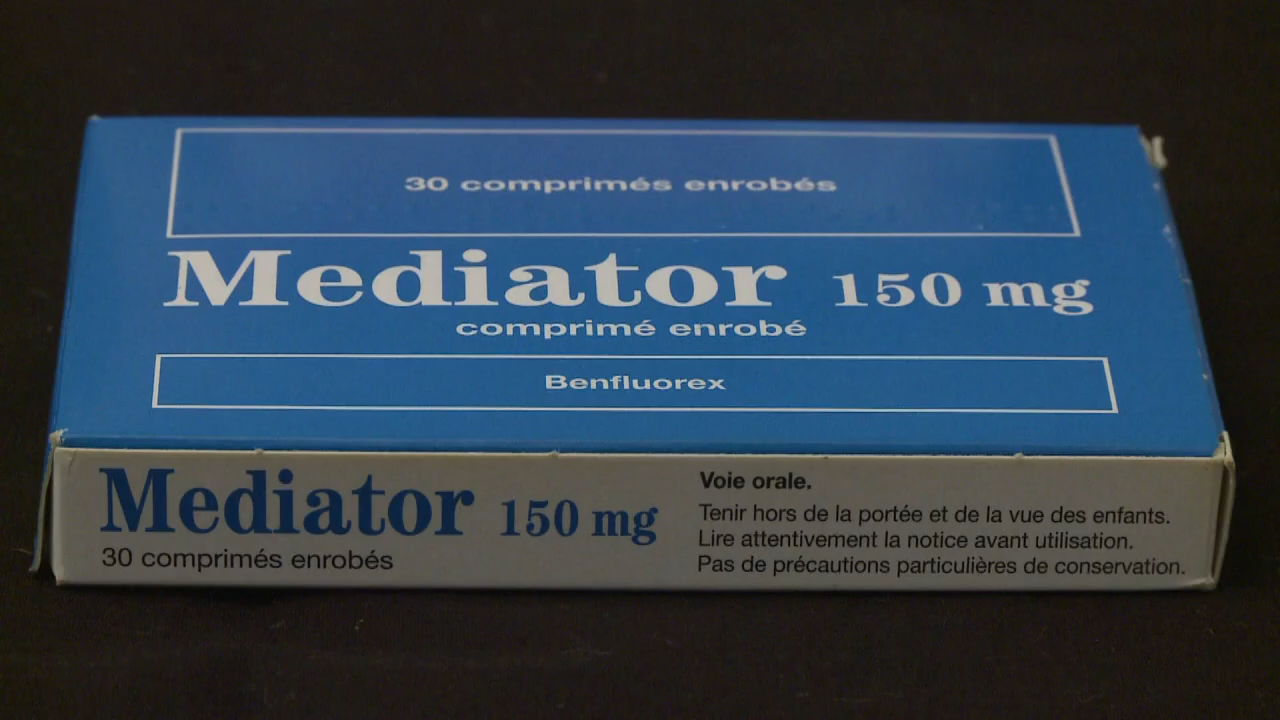 30 comprimés enrobés
Mediator 150 mg
comprimé enrobé
Benfluorex
Mediator 150 mg
30 comprimés enrobés
Voie orale.
Tenir hors de la portée et de la vue des enfants.
Lire attentivement la notice avant utilisation.
Pas de précautions particulières de conservation.